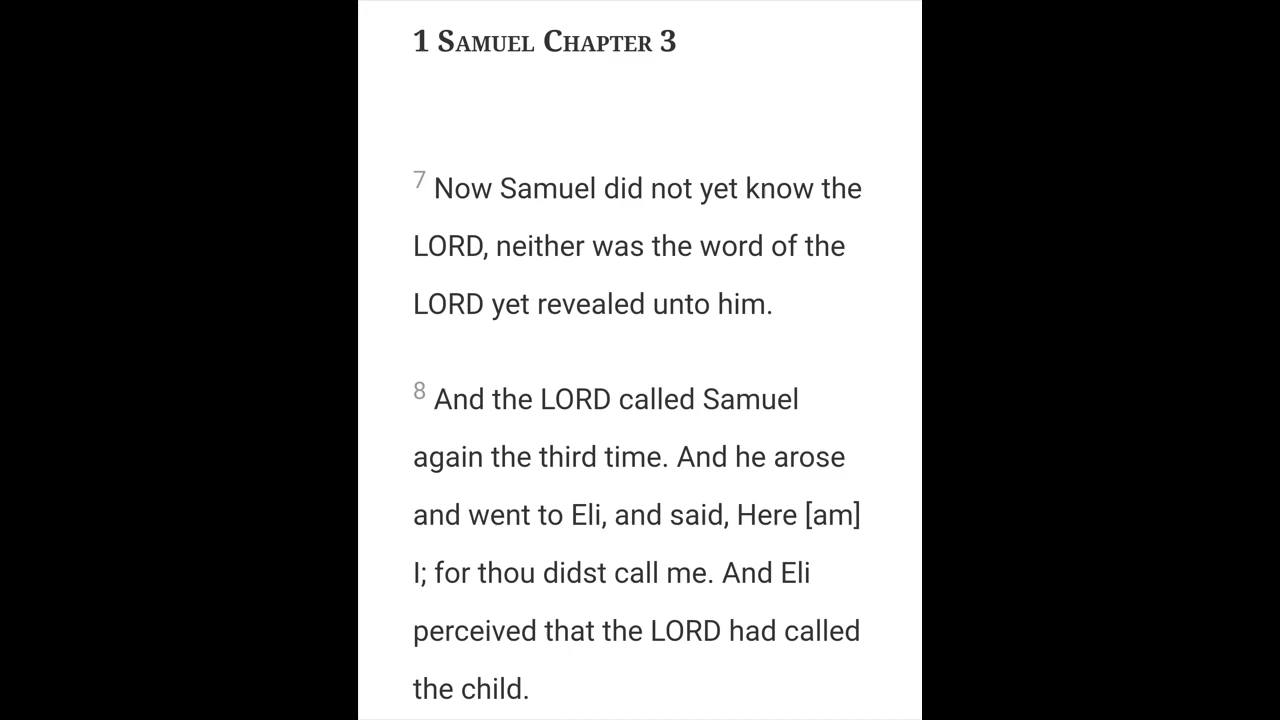 1 Samuel Chapter 3
7 Now Samuel did not yet know the
LORD, neither was the word of the
LORD yet revealed unto him.
8 And the LORD called Samuel
again the third time. And he arose
and went to Eli, and said, Here [am]
I; for thou didst call me. And Eli
perceived that the LORD had called
the child.